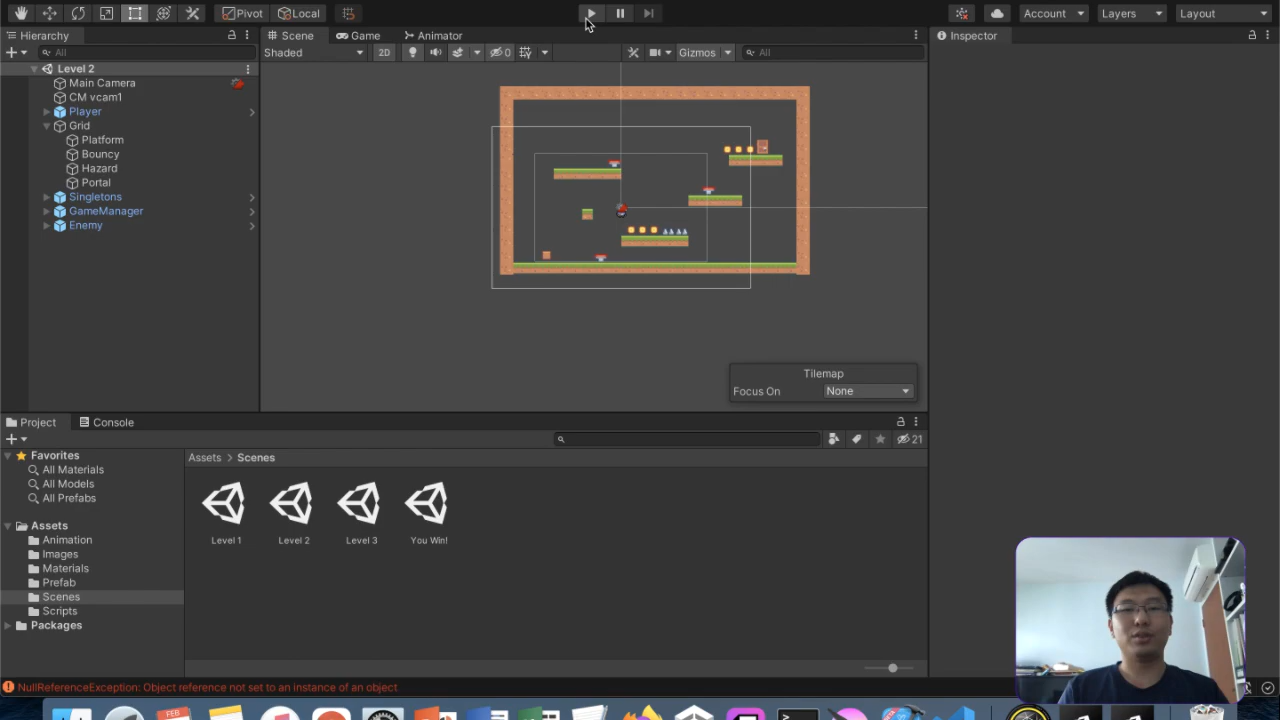 Pivot
Local
Account
Layers
Layout
Hierarchy
Scene
Game
Animator
Inspector
All
Shaded
2D
0
Gizmos
All
Level 2
Main Camera
CM vcam1
Player
Grid
Platform
Bouncy
Hazard
Portal
Singletons
GameManager
Enemy
Tilemap
Focus On
None
Project
Console
21
Favorites
All Materials
All Models
All Prefabs
Assets
Animation
Images
Materials
Prefab
Scenes
Scripts
Packages
Assets > Scenes
Level 1
Level 2
Level 3
You Win!
NullReferenceException: Object reference not set to an instance of an object
FEB